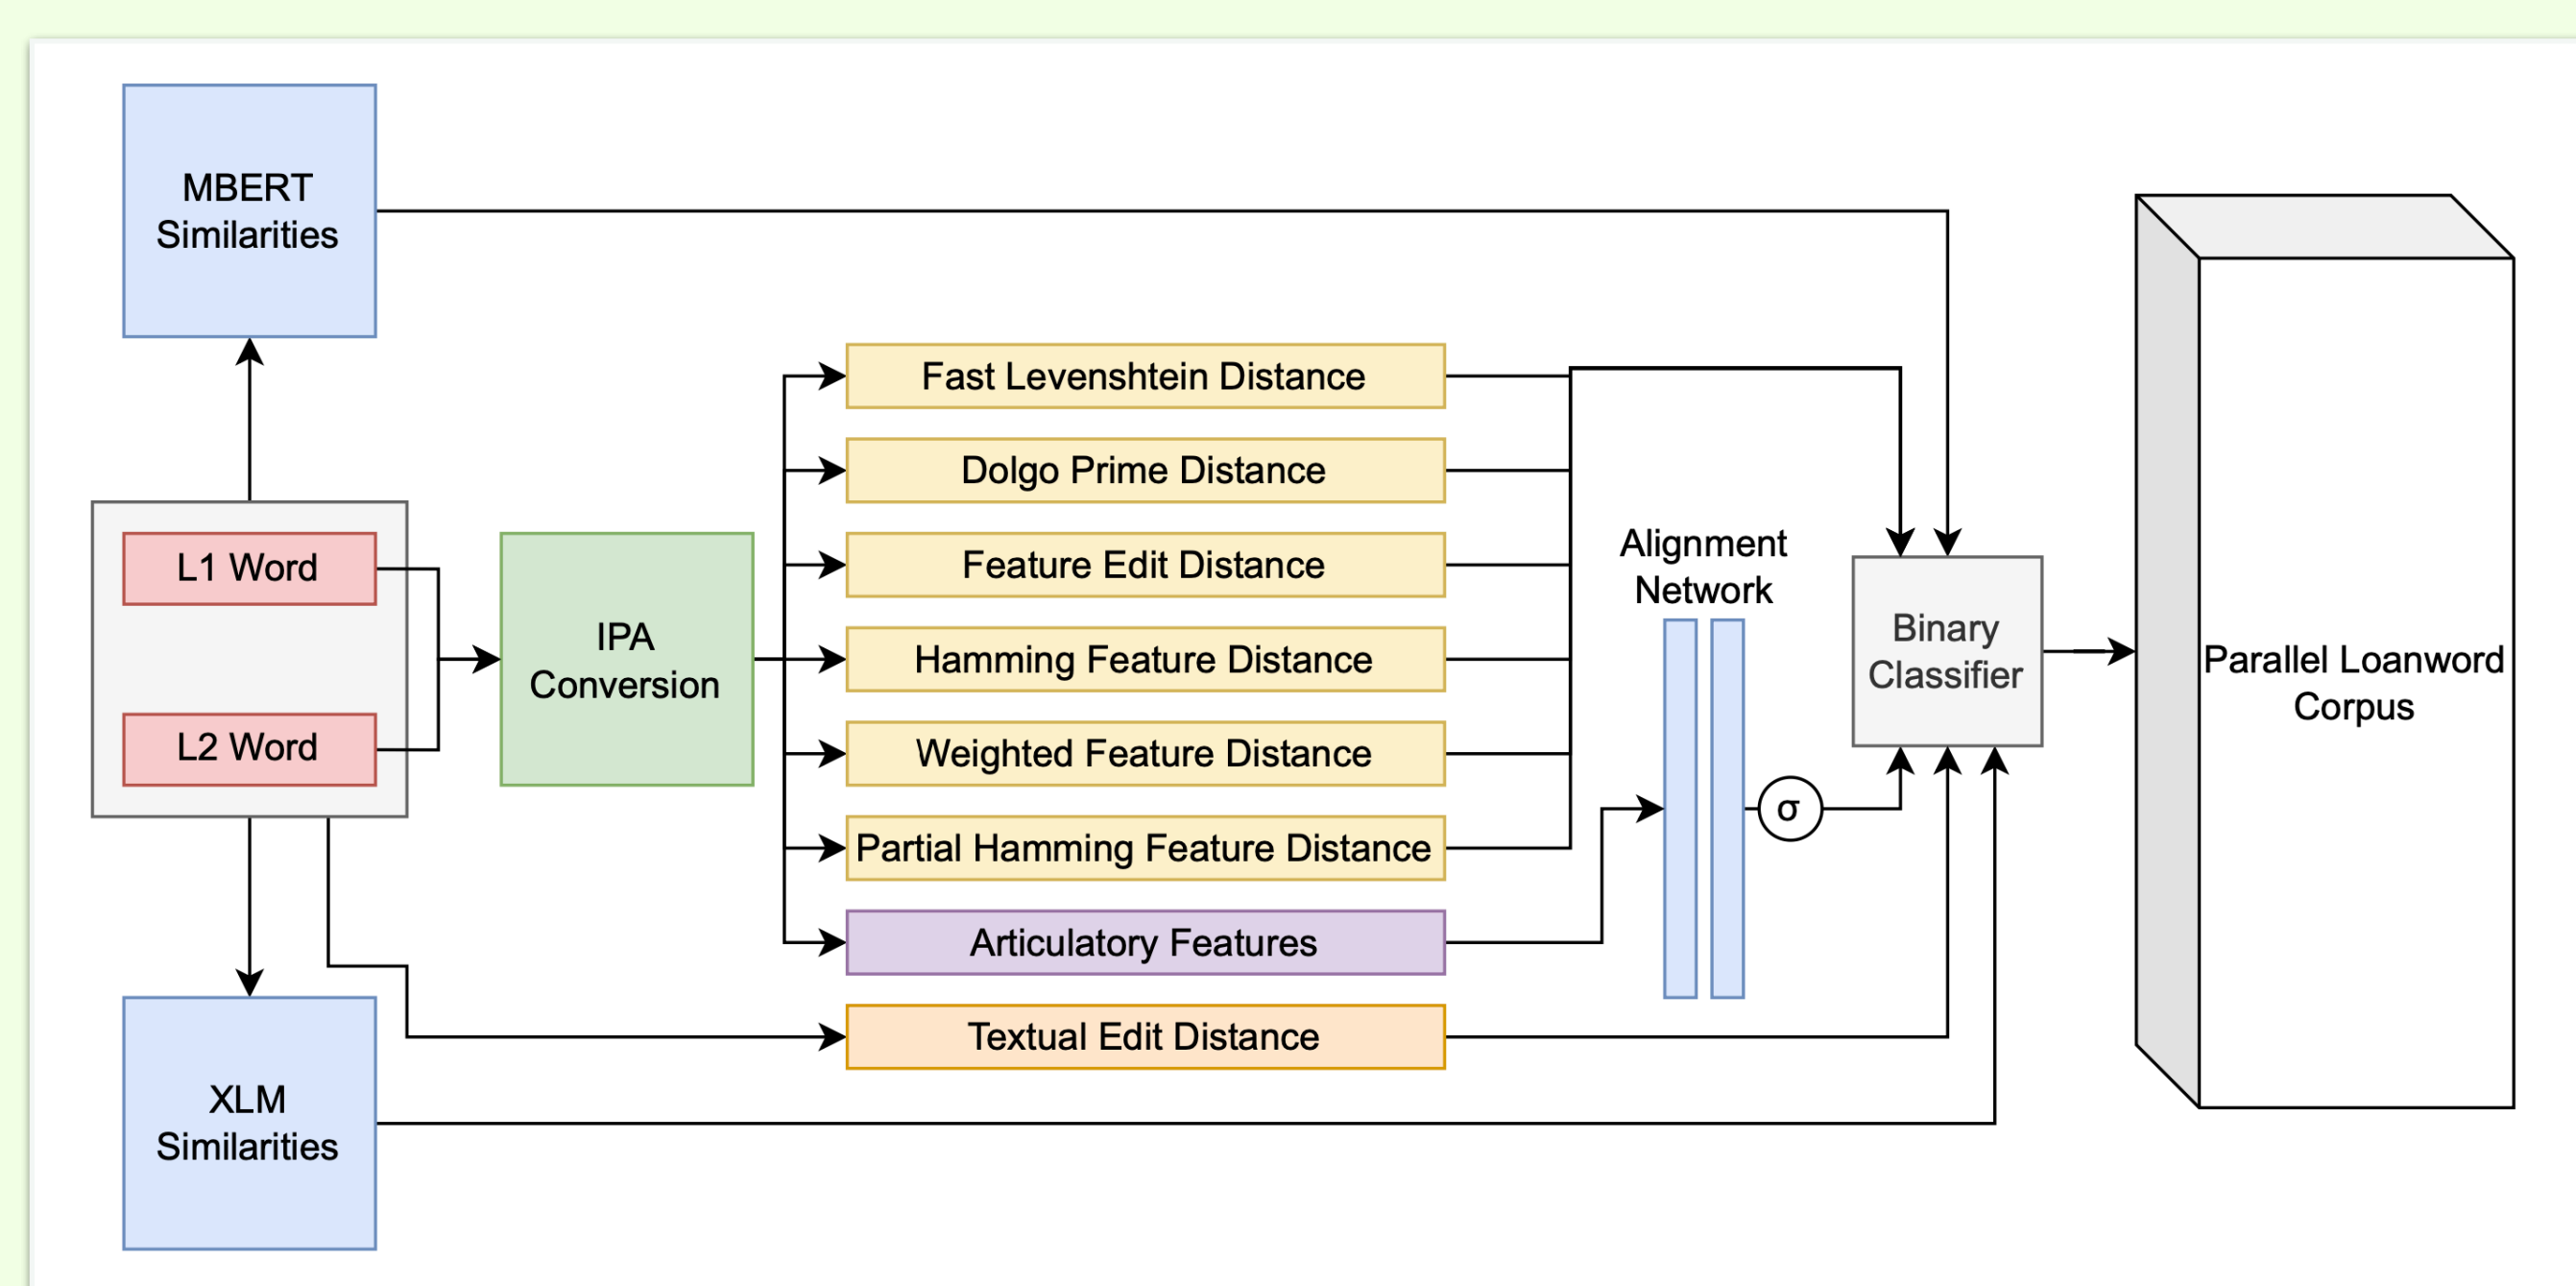 MBERT
Similarities
L1 Word
L2 Word
XLM
Similarities
IPA
Conversion
Fast Levenshtein Distance
Dolgo Prime Distance
Feature Edit Distance
Hamming Feature Distance
Weighted Feature Distance
Partial Hamming Feature Distance
Articulatory Features
Textual Edit Distance
Alignment
Network
σ
Binary
Classifier
Parallel Loanword
Corpus